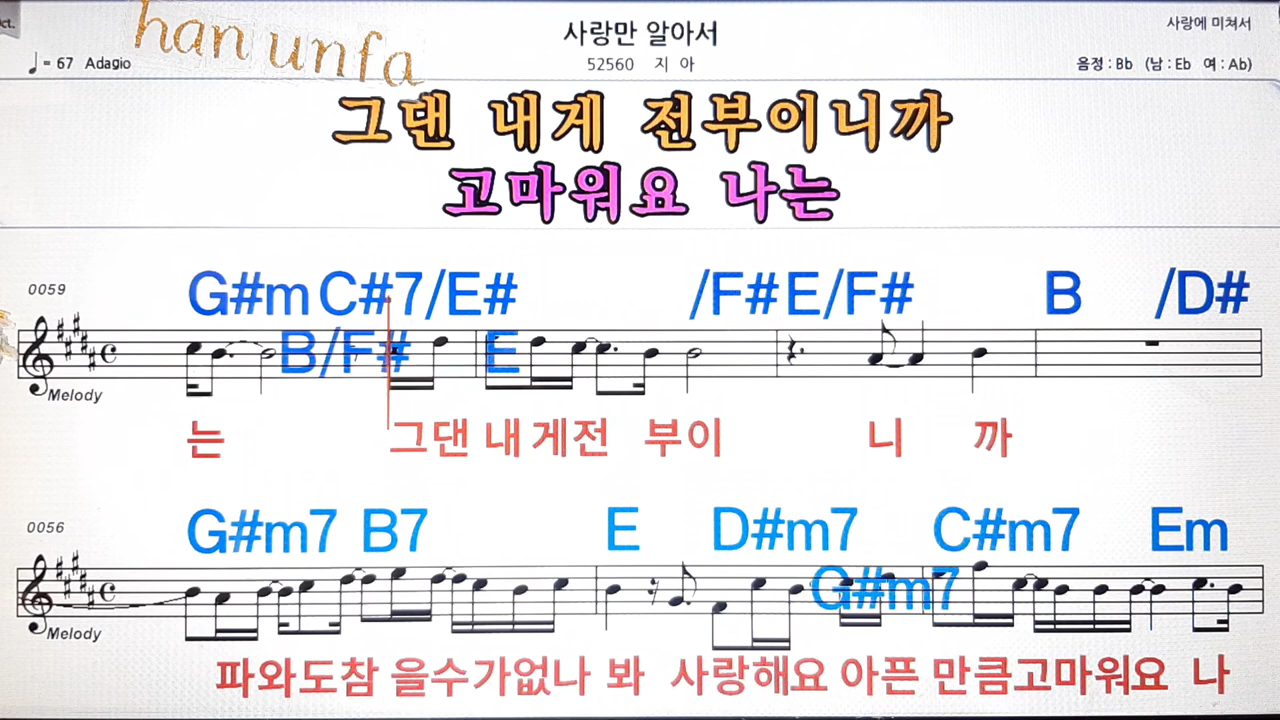 ct.
han unfa
사랑만 알아서
사랑에 미쳐서
♩= 67 Adagio
52560 지 아
음정 : Bb (남 : Eb 여 : Ab)
그댄 내게 전부이니까
고마워요 나는
0059
G#m C#7/E# /F# E/F# B /D#
B/F# E
Melody
는 그댄 내 게전 부이 니 까
0056
G#m7 B7 E D#m7 C#m7 Em
G#m7
Melody
파와도참 을수가없나 봐 사랑해요 아픈 만큼고마워요 나